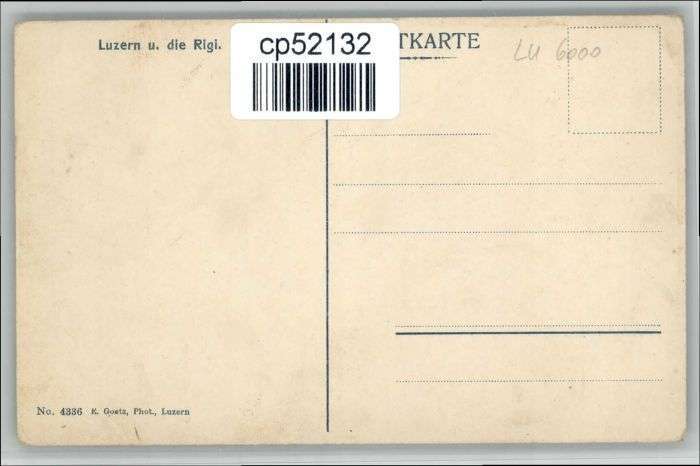 Luzern u. die Rigi.
cp52132
TKARTE
LU 6000
No. 4336 E. Goetz, Phot., Luzern